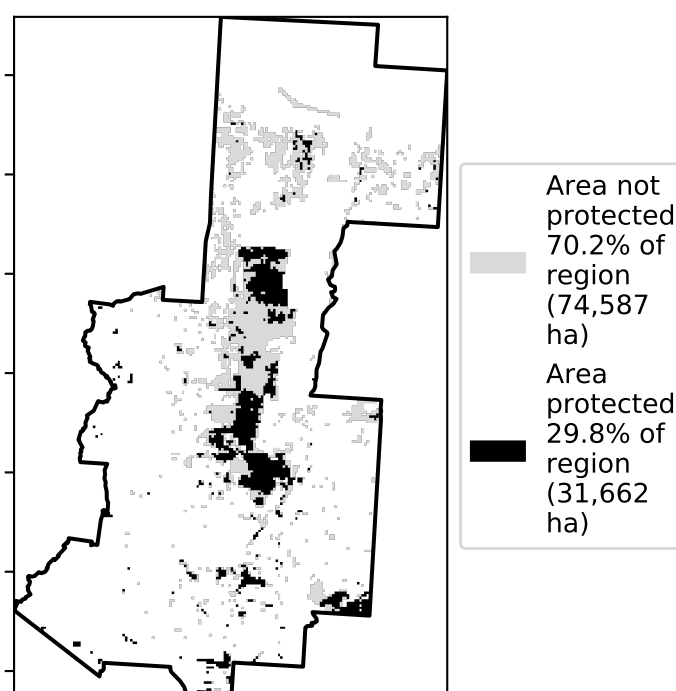 Area not
protected
70.2% of
region
(74,587
ha)
Area
protected
29.8% of
region
(31,662
ha)